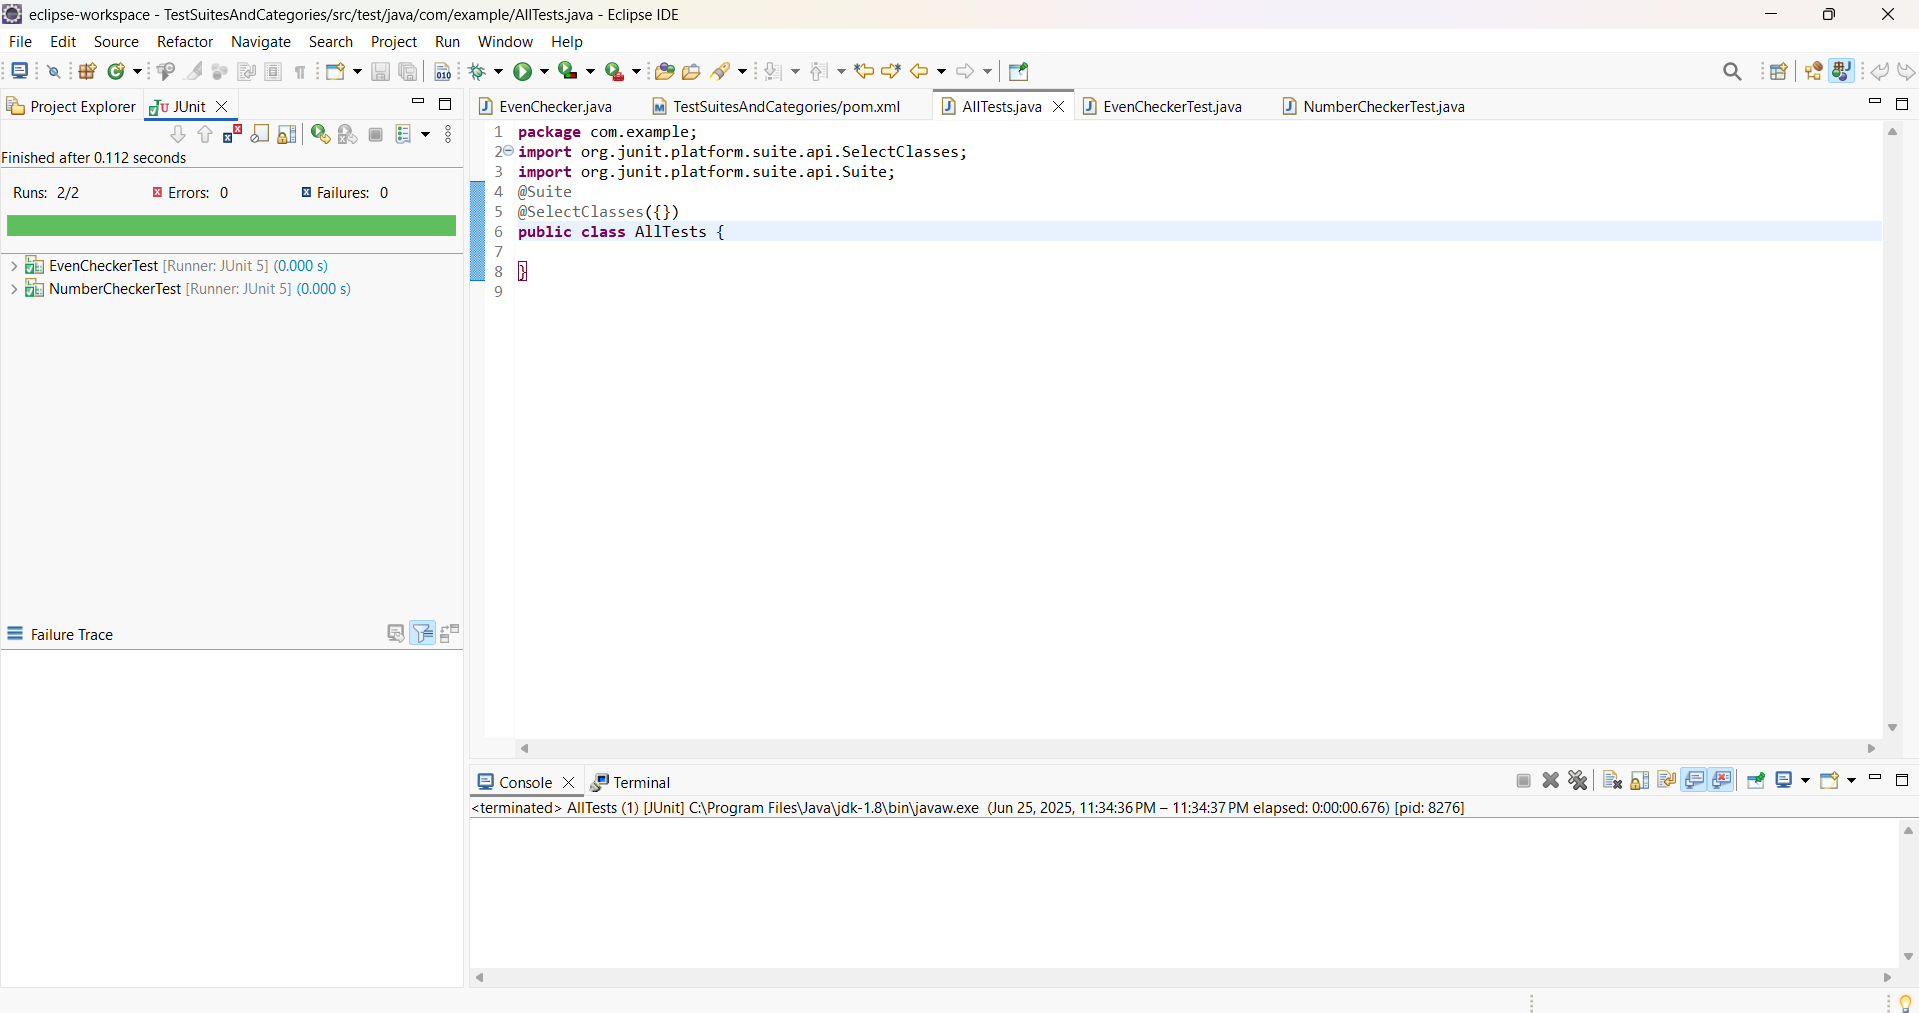 eclipse-workspace - TestSuitesAndCategories/src/test/java/com/example/AllTests.java - Eclipse IDE
File Edit Source Refactor Navigate Search Project Run Window Help
Project Explorer JUnit
Finished after 0.112 seconds
Runs: 2/2 Errors: 0 Failures: 0
EvenCheckerTest [Runner: JUnit 5] (0.000 s)
NumberCheckerTest [Runner: JUnit 5] (0.000 s)
Failure Trace
EvenChecker.java TestSuitesAndCategories/pom.xml AllTests.java EvenCheckerTest.java NumberCheckerTest.java
1 package com.example;
2 import org.junit.platform.suite.api.SelectClasses;
3 import org.junit.platform.suite.api.Suite;
4 @Suite
5 @SelectClasses({})
6 public class AllTests {
7
8 }
9
Console Terminal
<terminated> AllTests (1) [JUnit] C:\Program Files\Java\jdk-1.8\bin\javaw.exe (Jun 25, 2025, 11:34:36 PM – 11:34:37 PM elapsed: 0:00:00.676) [pid: 8276]